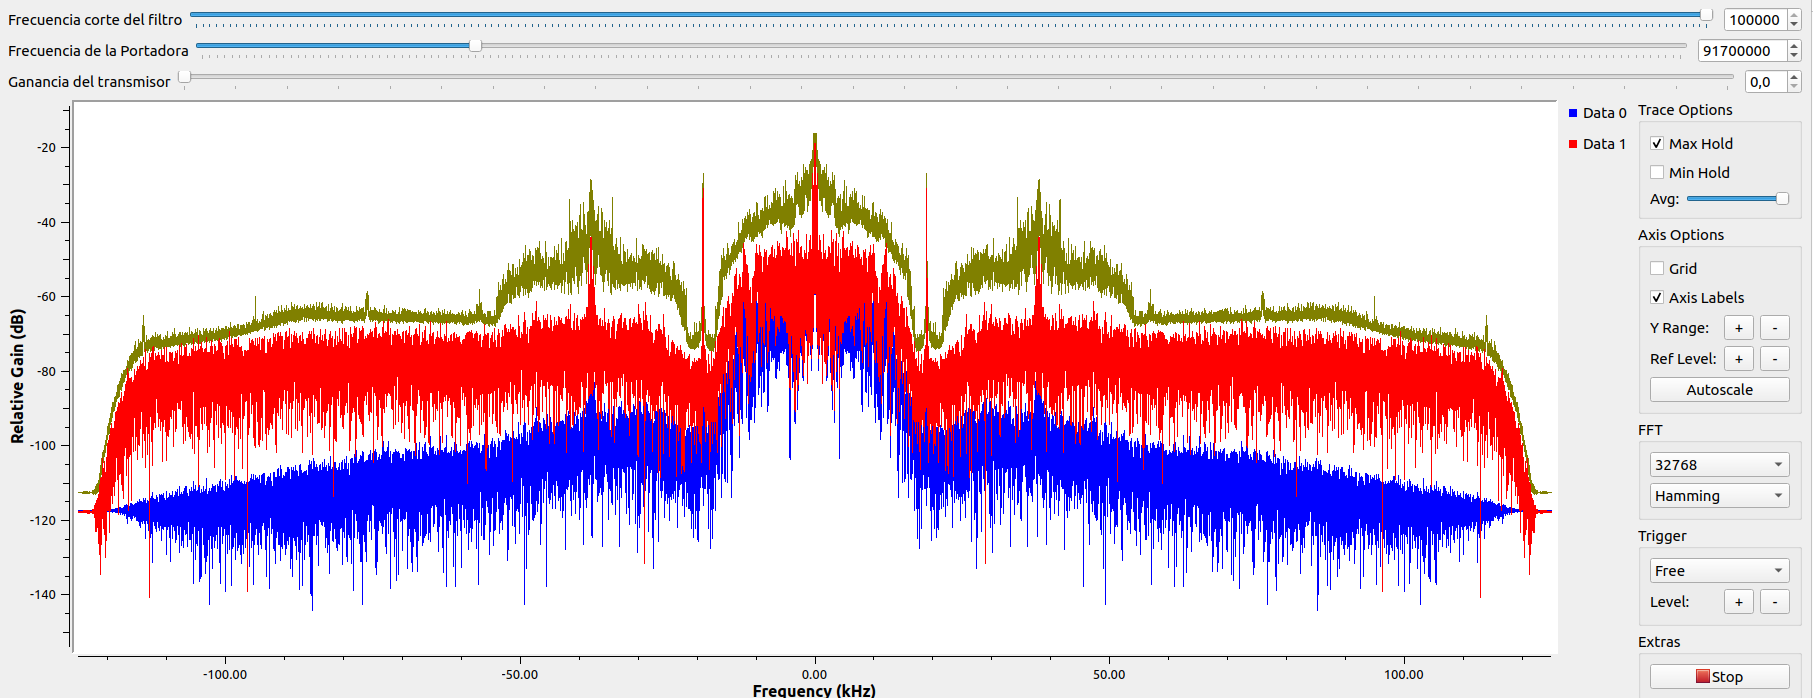 Frecuencia corte del filtro 100000
Frecuencia de la Portadora 91700000
Ganancia del transmisor 0,0
Data 0
Data 1
Trace Options
Max Hold
Min Hold
Avg:
Axis Options
Grid
Axis Labels
Y Range: + -
Ref Level: + -
Autoscale
FFT
32768
Hamming
Trigger
Free
Level: + -
Extras
Stop
Relative Gain (dB)
-20
-40
-60
-80
-100
-120
-140
-100.00 -50.00 0.00 50.00 100.00
Frequency (kHz)